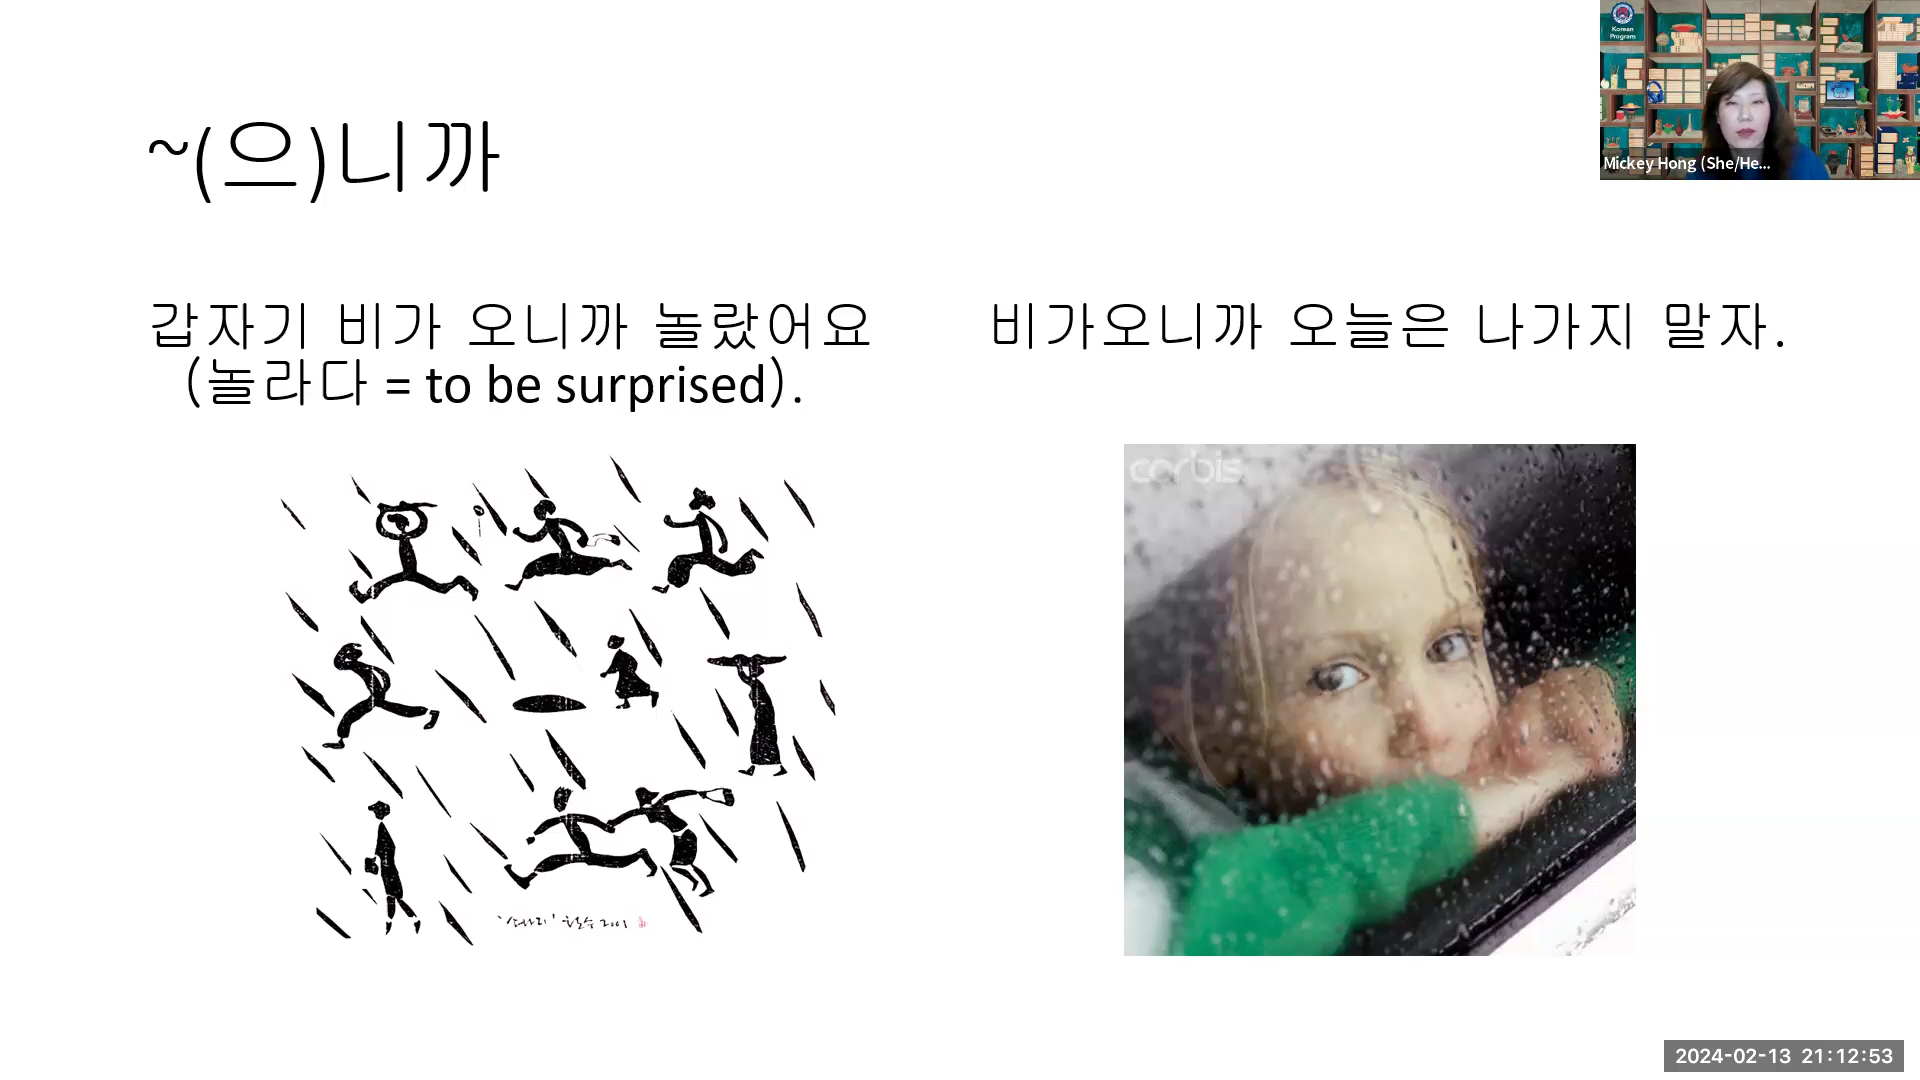 ~(으)니까
갑자기 비가 오니까 놀랐어요
(놀라다 = to be surprised).
비가오니까 오늘은 나가지 말자.
corbis
Korean
Program
Mickey Hong (She/He...
2024-02-13 21:12:53